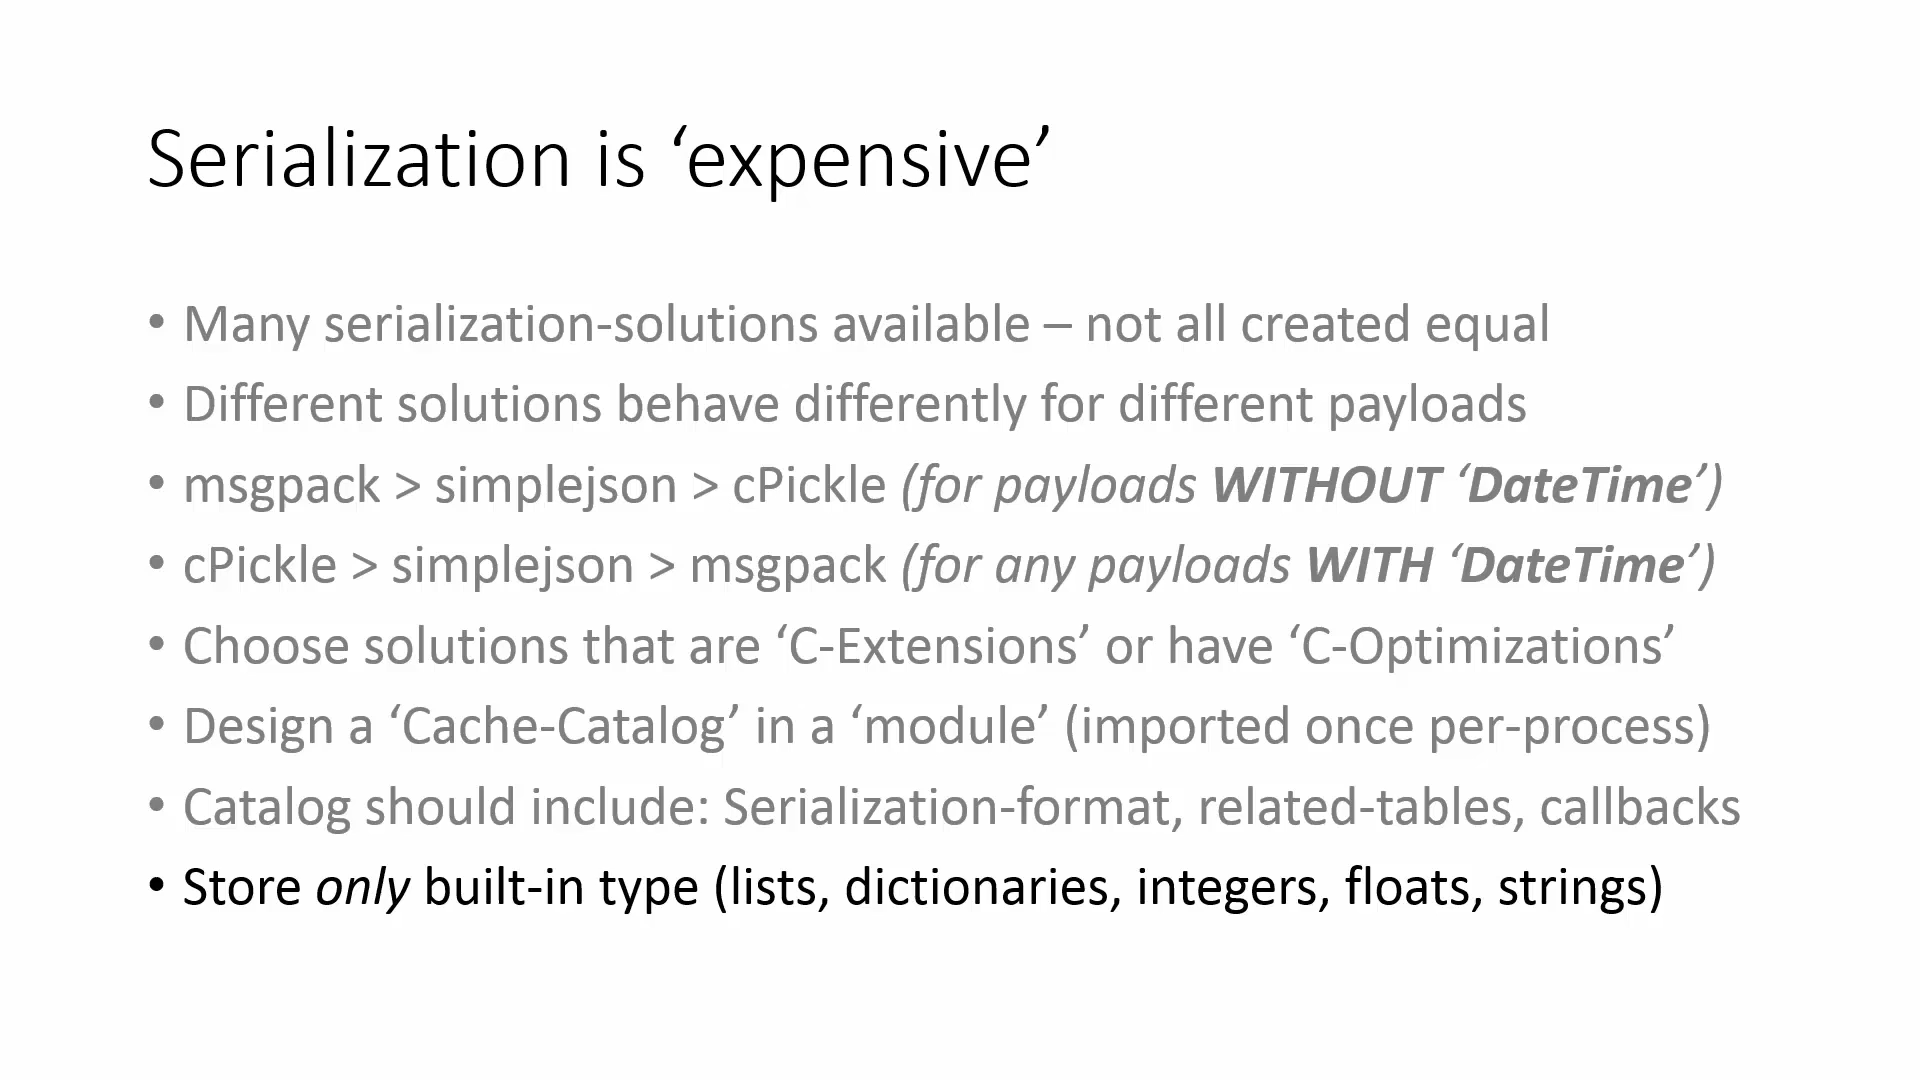 Serialization is ‘expensive’
• Many serialization-solutions available – not all created equal
• Different solutions behave differently for different payloads
• msgpack > simplejson > cPickle (for payloads WITHOUT ‘DateTime’)
• cPickle > simplejson > msgpack (for any payloads WITH ‘DateTime’)
• Choose solutions that are ‘C-Extensions’ or have ‘C-Optimizations’
• Design a ‘Cache-Catalog’ in a ‘module’ (imported once per-process)
• Catalog should include: Serialization-format, related-tables, callbacks
• Store only built-in type (lists, dictionaries, integers, floats, strings)